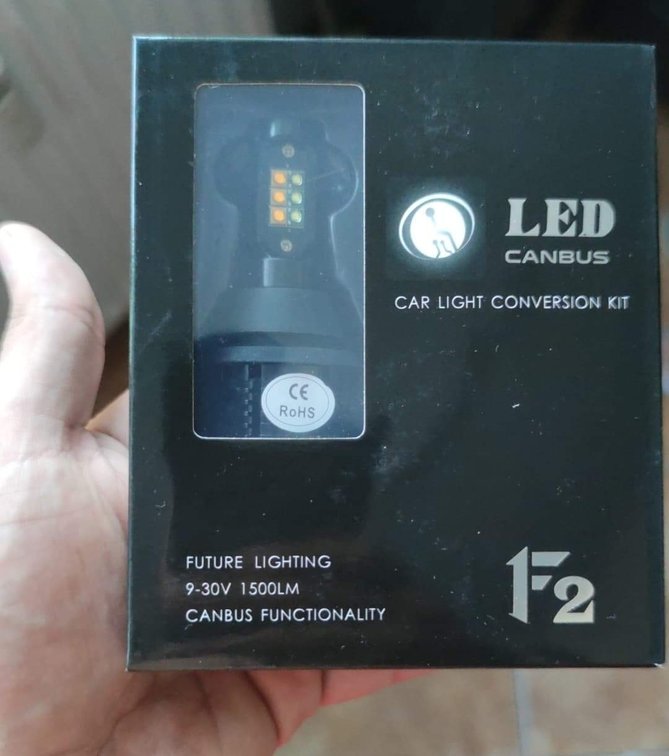 LED
CANBUS
CAR LIGHT CONVERSION KIT
CE
RoHS
FUTURE LIGHTING
9-30V 1500LM
CANBUS FUNCTIONALITY
F2